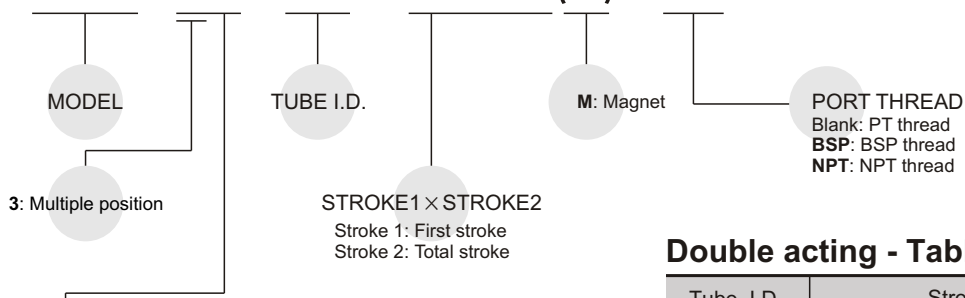 MODEL
TUBE I.D.
M: Magnet
PORT THREAD
Blank: PT thread
BSP: BSP thread
NPT: NPT thread
3: Multiple position
STROKE1×STROKE2
Stroke 1: First stroke
Stroke 2: Total stroke
Double acting - Tab